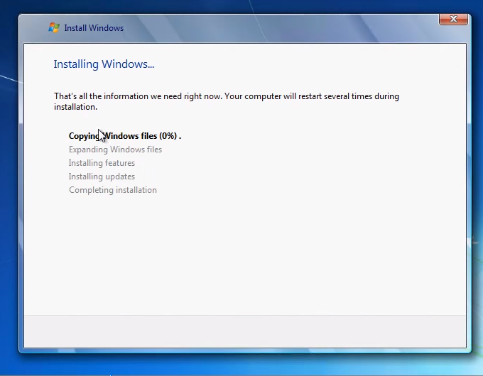 Install Windows
Installing Windows...
That's all the information we need right now. Your computer will restart several times during
installation.
Copying Windows files (0%) .
Expanding Windows files
Installing features
Installing updates
Completing installation